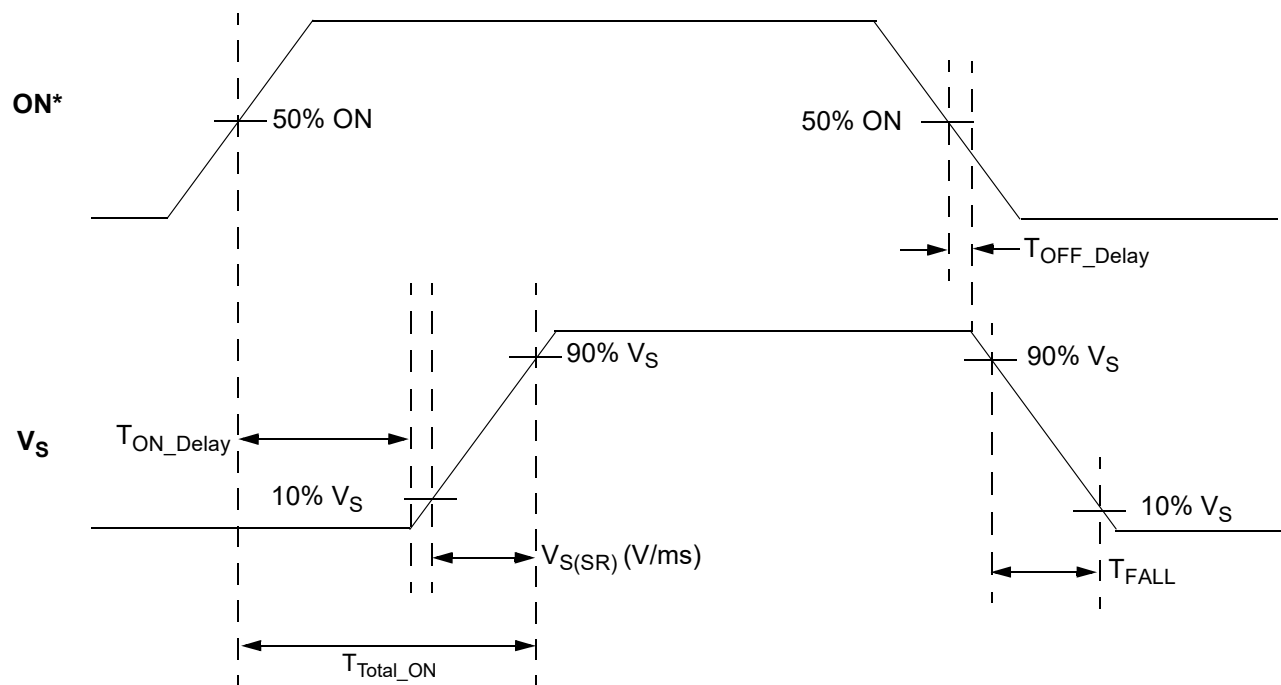 ON*
50% ON
50% ON
T_OFF_Delay
90% V_S
90% V_S
V_S
T_ON_Delay
10% V_S
10% V_S
V_S(SR) (V/ms)
T_FALL
T_Total_ON